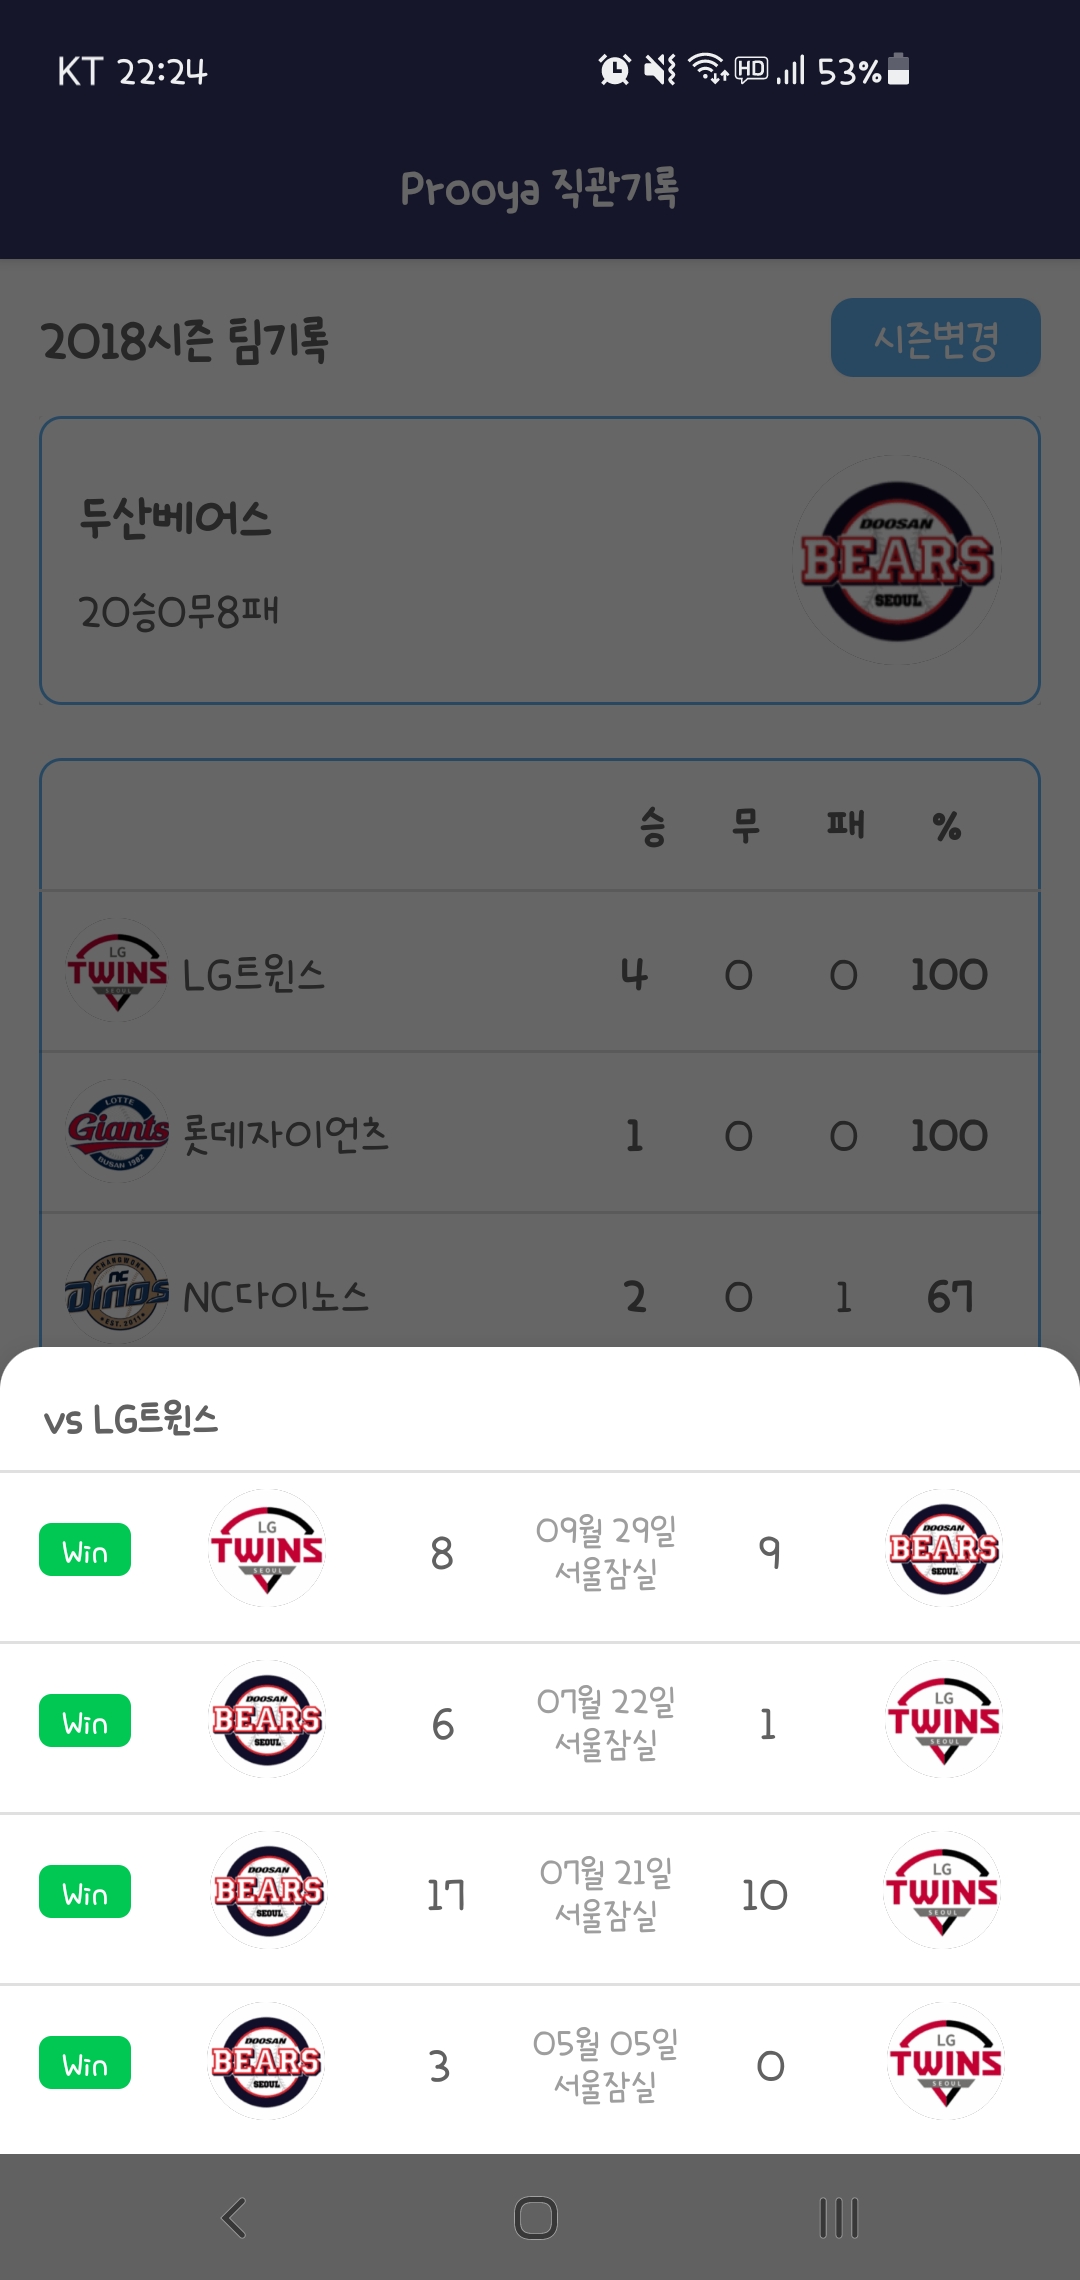 KT 22:24 HD 53%
Prooya 직관기록
2018시즌 팀기록 시즌변경
두산베어스
20승0무8패
DOOSAN
BEARS
SEOUL
승 무 패 %
LG
TWINS
SEOUL
LG트윈스 4 0 0 100
LOTTE
Giants
BUSAN 1982
롯데자이언츠 1 0 0 100
CHANGWON
NC
DINOS
EST. 2011
NC다이노스 2 0 1 67
vs LG트윈스
Win
LG
TWINS
SEOUL
8
09월 29일
서울잠실
9
DOOSAN
BEARS
SEOUL
Win
DOOSAN
BEARS
SEOUL
6
07월 22일
서울잠실
1
LG
TWINS
SEOUL
Win
DOOSAN
BEARS
SEOUL
17
07월 21일
서울잠실
10
LG
TWINS
SEOUL
Win
DOOSAN
BEARS
SEOUL
3
05월 05일
서울잠실
0
LG
TWINS
SEOUL